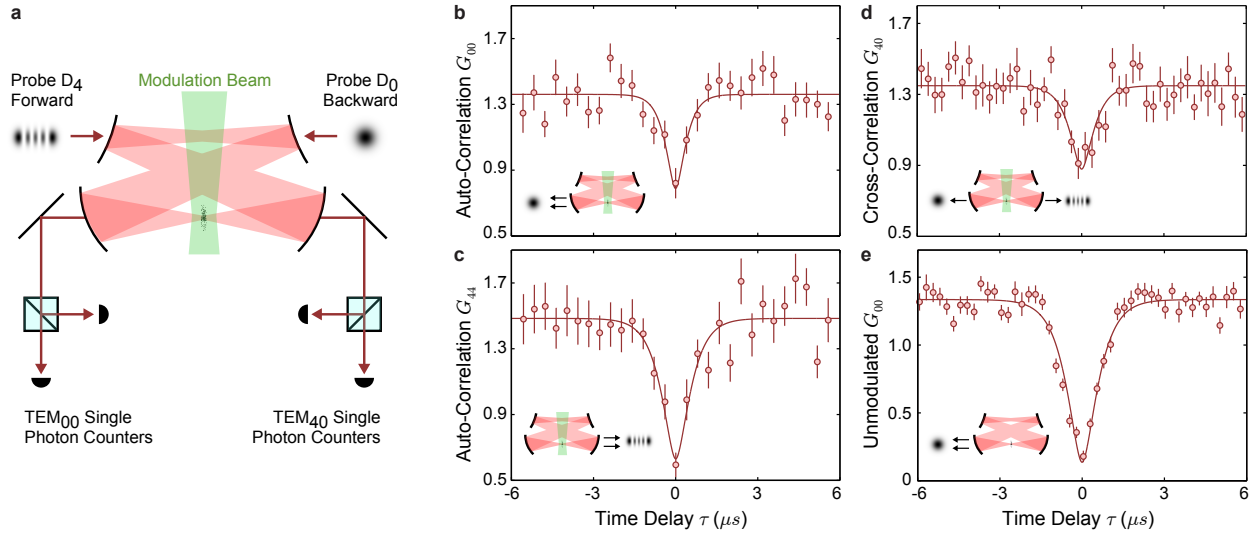 a
Probe D4
Forward
Modulation Beam
Probe D0
Backward
TEM00 Single
Photon Counters
TEM40 Single
Photon Counters
b
Auto-Correlation G00
1.7
1.3
0.9
0.5
c
Auto-Correlation G44
1.7
1.3
0.9
0.5
-6
-3
0
3
6
Time Delay τ (μs)
d
Cross-Correlation G40
1.7
1.3
0.9
0.5
e
Unmodulated G00
1.5
1.0
0.5
0
-6
-3
0
3
6
Time Delay τ (μs)